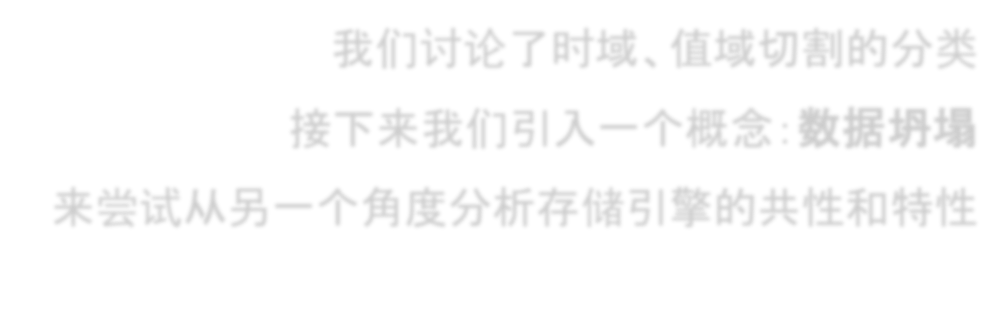 我们讨论了时域、值域切割的分类
接下来我们引入一个概念：数据坍塌
来尝试从另一个角度分析存储引擎的共性和特性